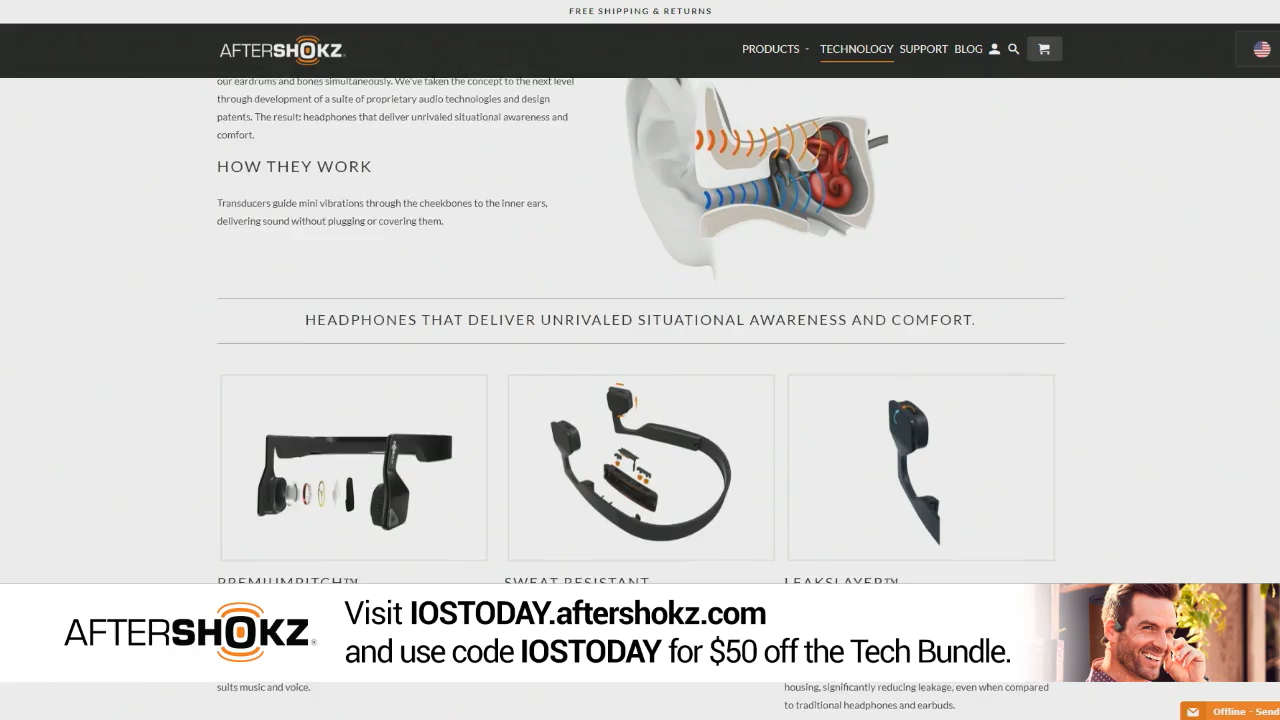 FREE SHIPPING & RETURNS
AFTERSHOKZ
PRODUCTS TECHNOLOGY SUPPORT BLOG
our eardrums and bones simultaneously. We've taken the concept to the next level
through development of a suite of proprietary audio technologies and design
patents. The result: headphones that deliver unrivaled situational awareness and
comfort.
HOW THEY WORK
Transducers guide mini vibrations through the cheekbones to the inner ears,
delivering sound without plugging or covering them.
HEADPHONES THAT DELIVER UNRIVALED SITUATIONAL AWARENESS AND COMFORT.
PREMIUMPITCH™ SWEAT RESISTANT LEAKSLAYER™
AFTERSHOKZ®
Visit IOSTODAY.aftershokz.com
and use code IOSTODAY for $50 off the Tech Bundle.
suits music and voice.
housing, significantly reducing leakage, even when compared
to traditional headphones and earbuds.
Offline - Send